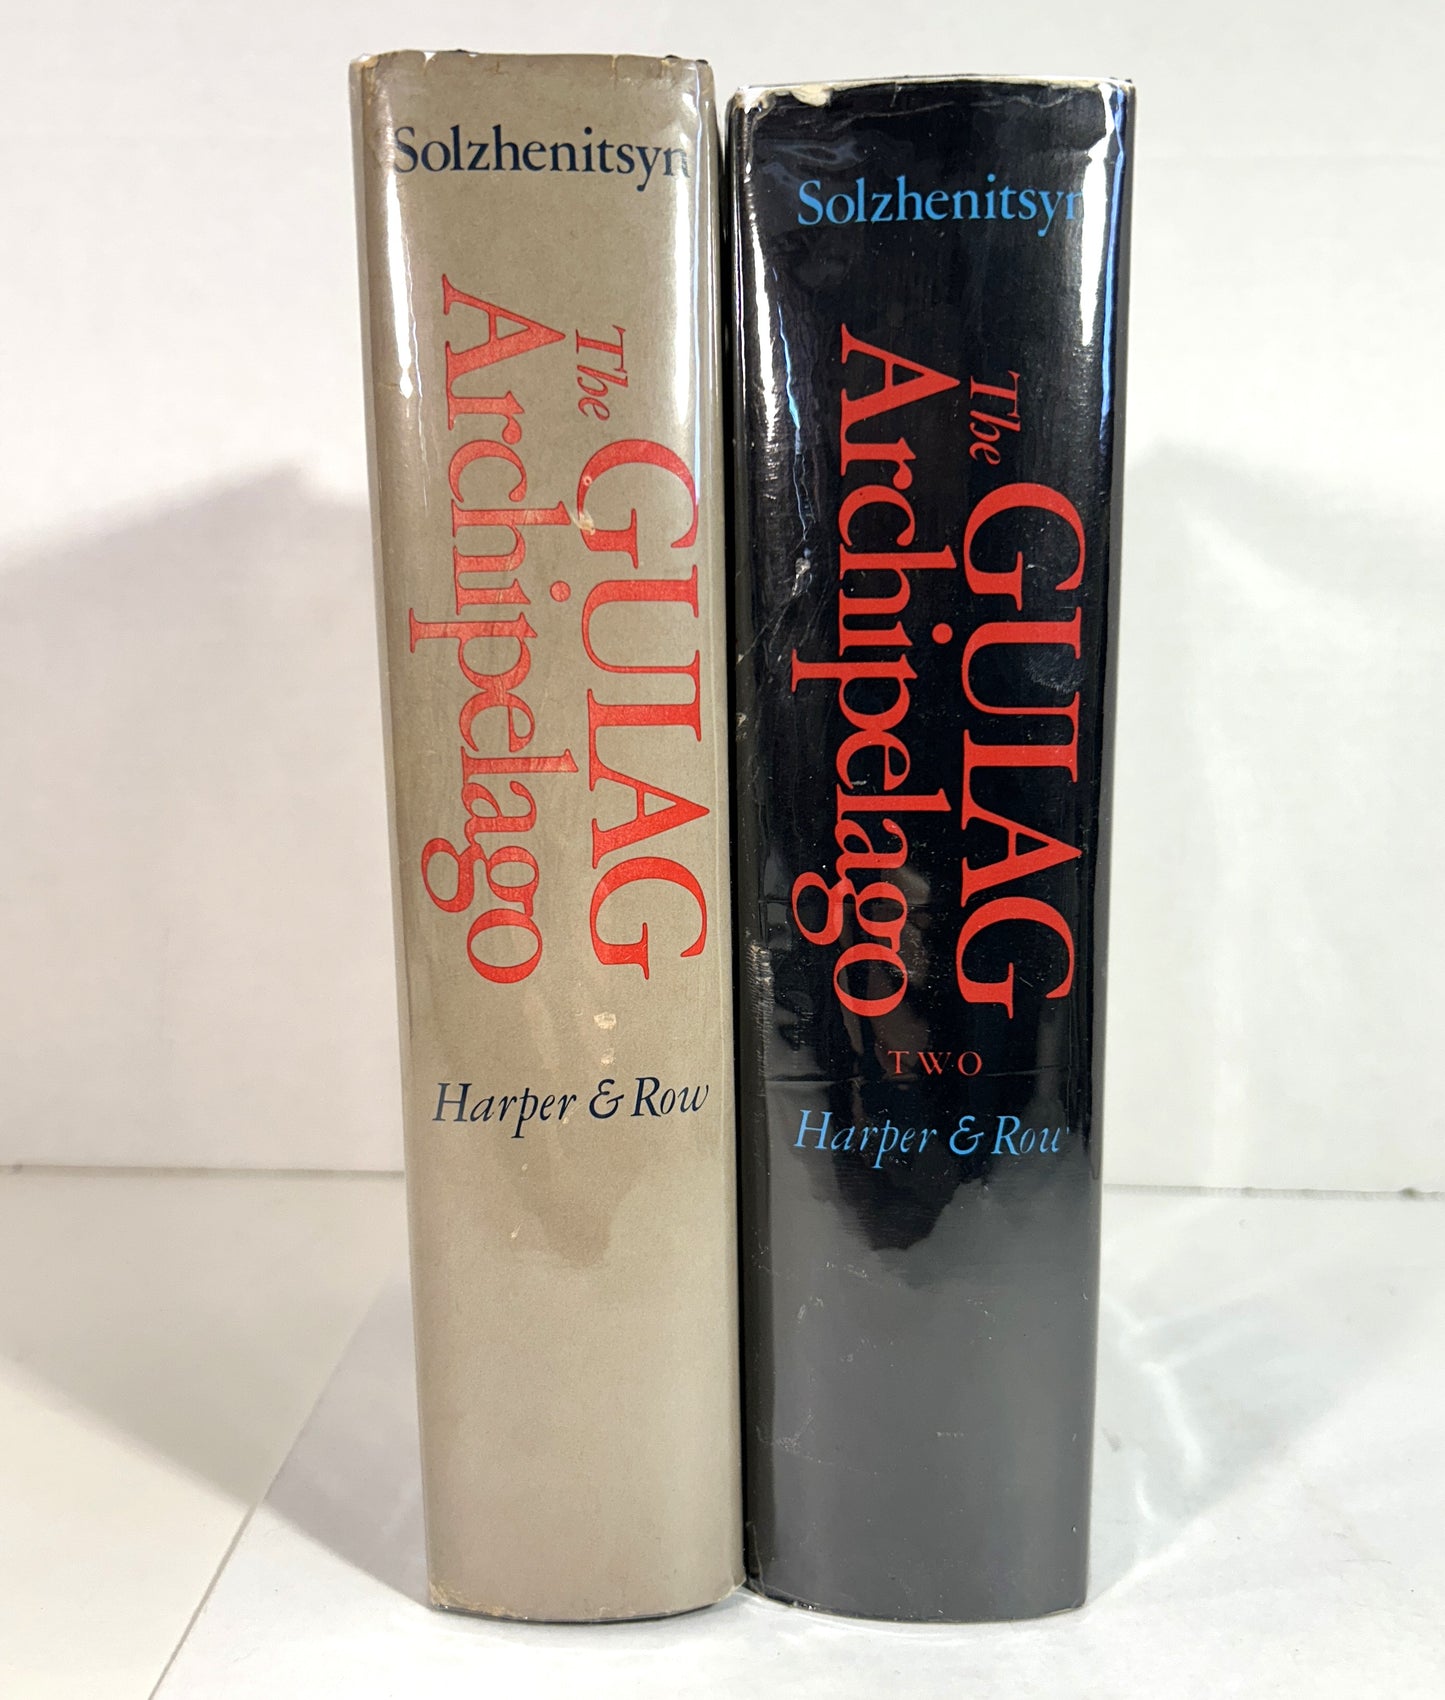 Solzhenitsyn
The GULAG
Archipelago
Harper & Row
Solzhenitsyn
The GULAG
Archipelago
TWO
Harper & Row